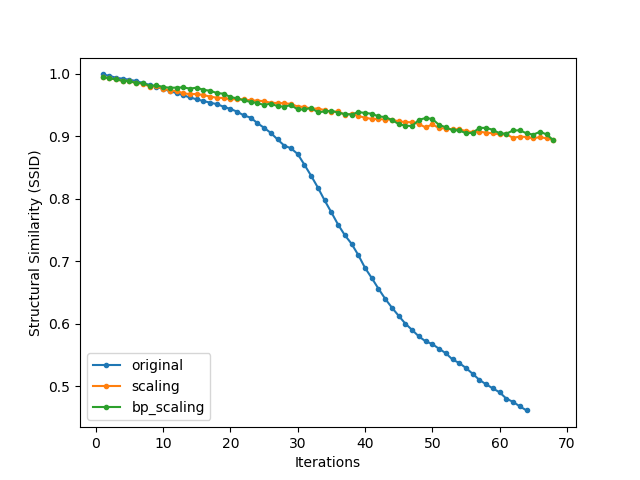 Structural Similarity (SSID)
1.0
0.9
0.8
0.7
0.6
0.5
original
scaling
bp_scaling
0 10 20 30 40 50 60 70
Iterations